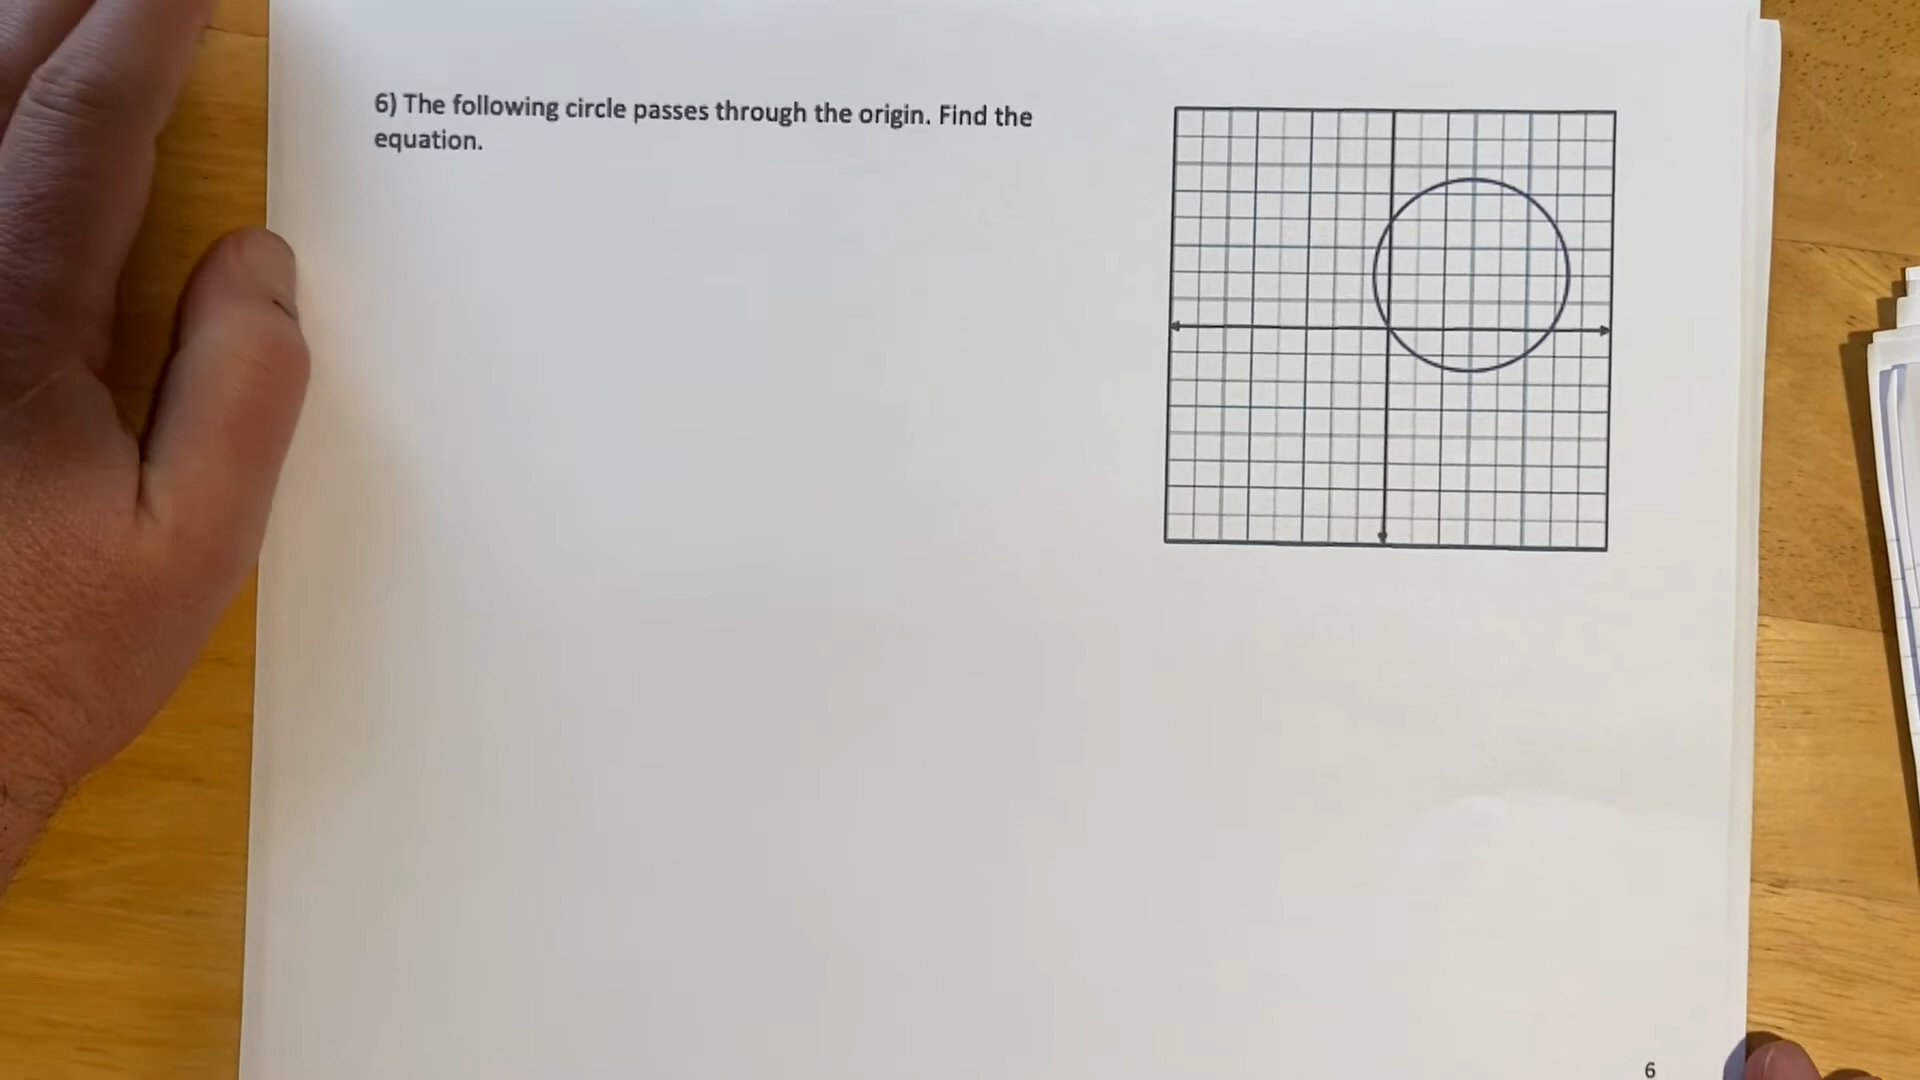 6) The following circle passes through the origin. Find the
equation.
6